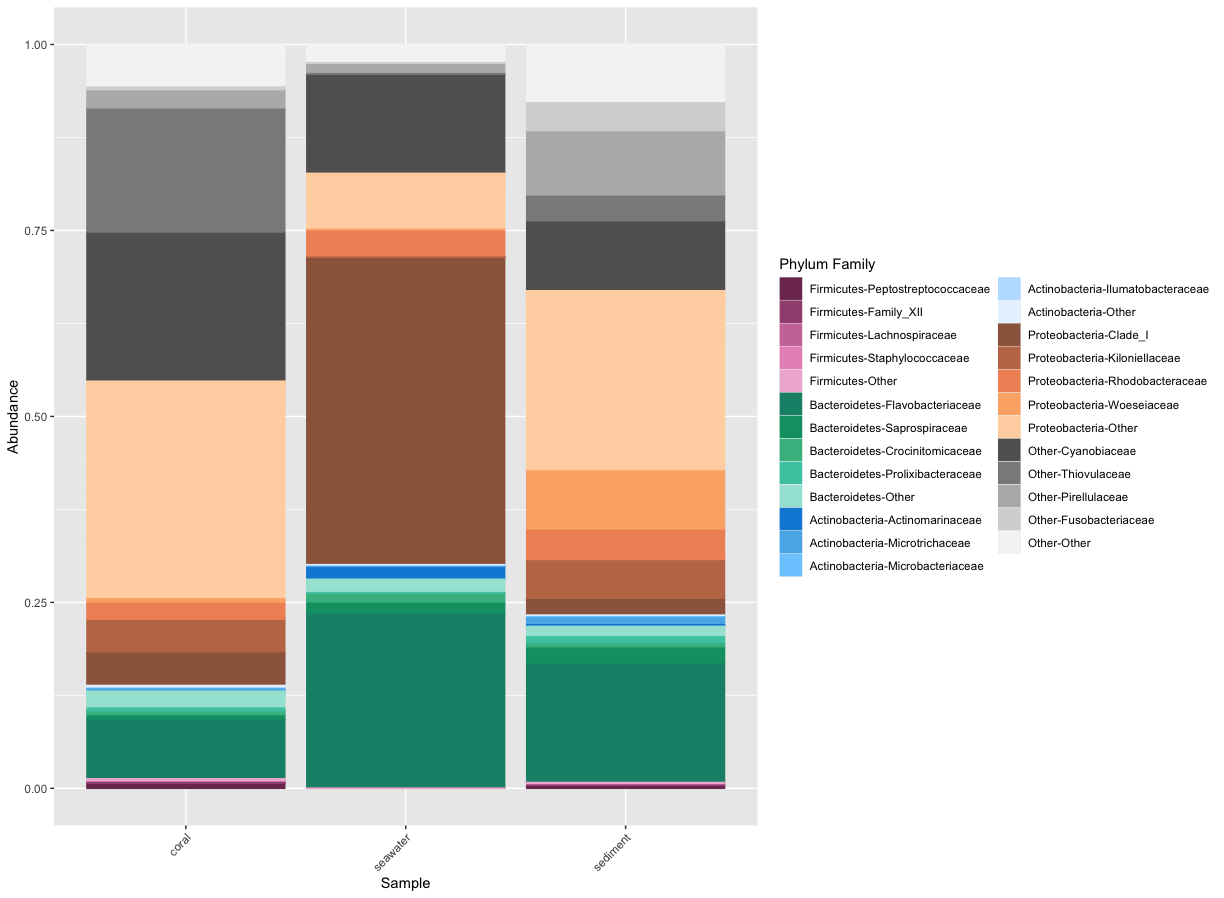 1.00
0.75
0.50
0.25
0.00
Abundance
coral
seawater
sediment
Sample
Phylum Family
Firmicutes-Peptostreptococcaceae
Firmicutes-Family_XII
Firmicutes-Lachnospiraceae
Firmicutes-Staphylococcaceae
Firmicutes-Other
Bacteroidetes-Flavobacteriaceae
Bacteroidetes-Saprospiraceae
Bacteroidetes-Crocinitomicaceae
Bacteroidetes-Prolixibacteraceae
Bacteroidetes-Other
Actinobacteria-Actinomarinaceae
Actinobacteria-Microtrichaceae
Actinobacteria-Microbacteriaceae
Actinobacteria-Ilumatobacteraceae
Actinobacteria-Other
Proteobacteria-Clade_I
Proteobacteria-Kiloniellaceae
Proteobacteria-Rhodobacteraceae
Proteobacteria-Woeseiaceae
Proteobacteria-Other
Other-Cyanobiaceae
Other-Thiovulaceae
Other-Pirellulaceae
Other-Fusobacteriaceae
Other-Other